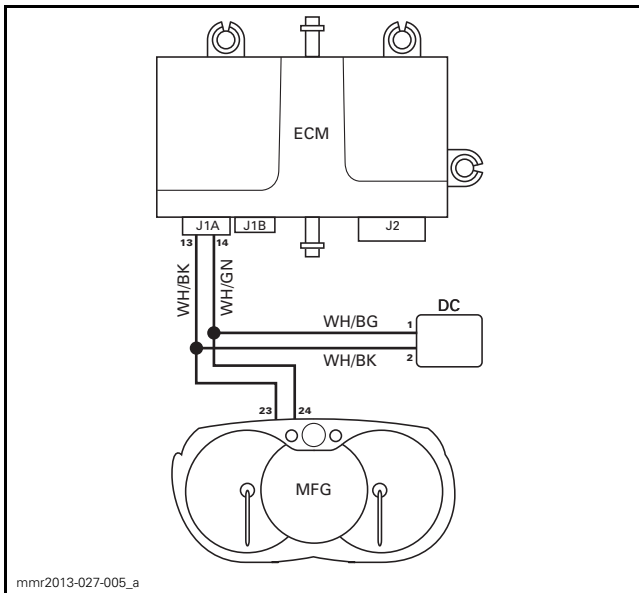 ECM
J1A J1B J2
13 14
WH/BK
WH/GN
DC
WH/BG 1
WH/BK 2
23 24
MFG
mmr2013-027-005_a